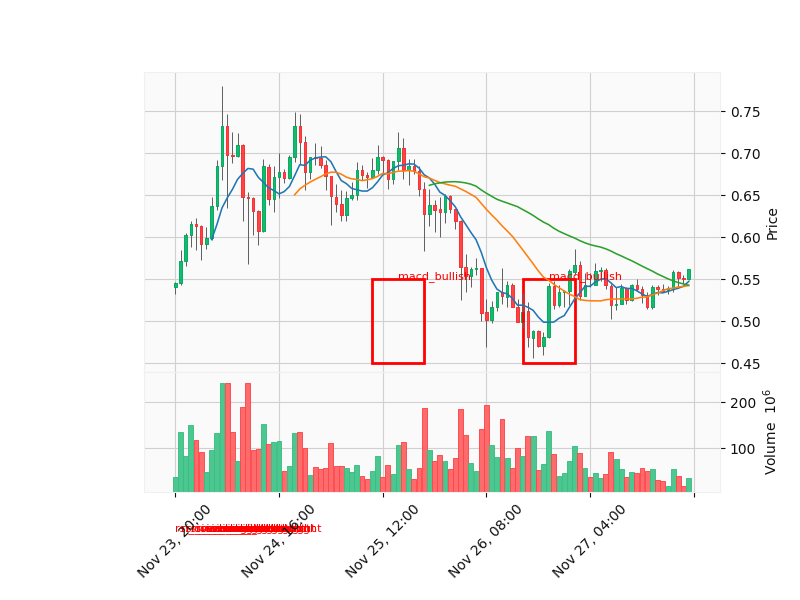 0.75
0.70
0.65
0.60
0.55
0.50
0.45
Price
macd_bullish
macd_bullish
200
100
Volume 10⁶
Nov 23, 20:00
Nov 24, 16:00
Nov 25, 12:00
Nov 26, 08:00
Nov 27, 04:00